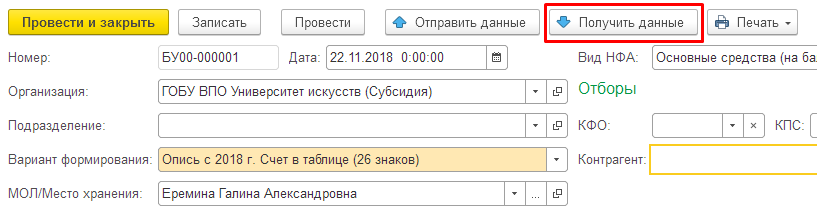 Провести и закрыть Записать Провести Отправить данные Получить данные Печать
Номер: БУ00-000001 Дата: 22.11.2018 0:00:00 Вид НФА: Основные средства (на ба
Организация: ГОБУ ВПО Университет искусств (Субсидия) Отборы
Подразделение: КФО: КПС:
Вариант формирования: Опись с 2018 г. Счет в таблице (26 знаков) Контрагент:
МОЛ/Место хранения: Еремина Галина Александровна ...